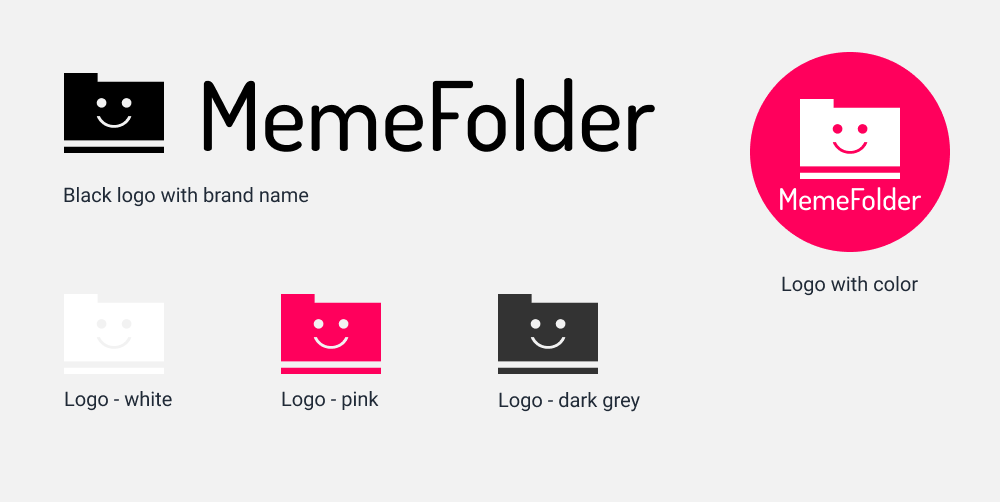 MemeFolder
Black logo with brand name
MemeFolder
Logo with color
Logo - white
Logo - pink
Logo - dark grey